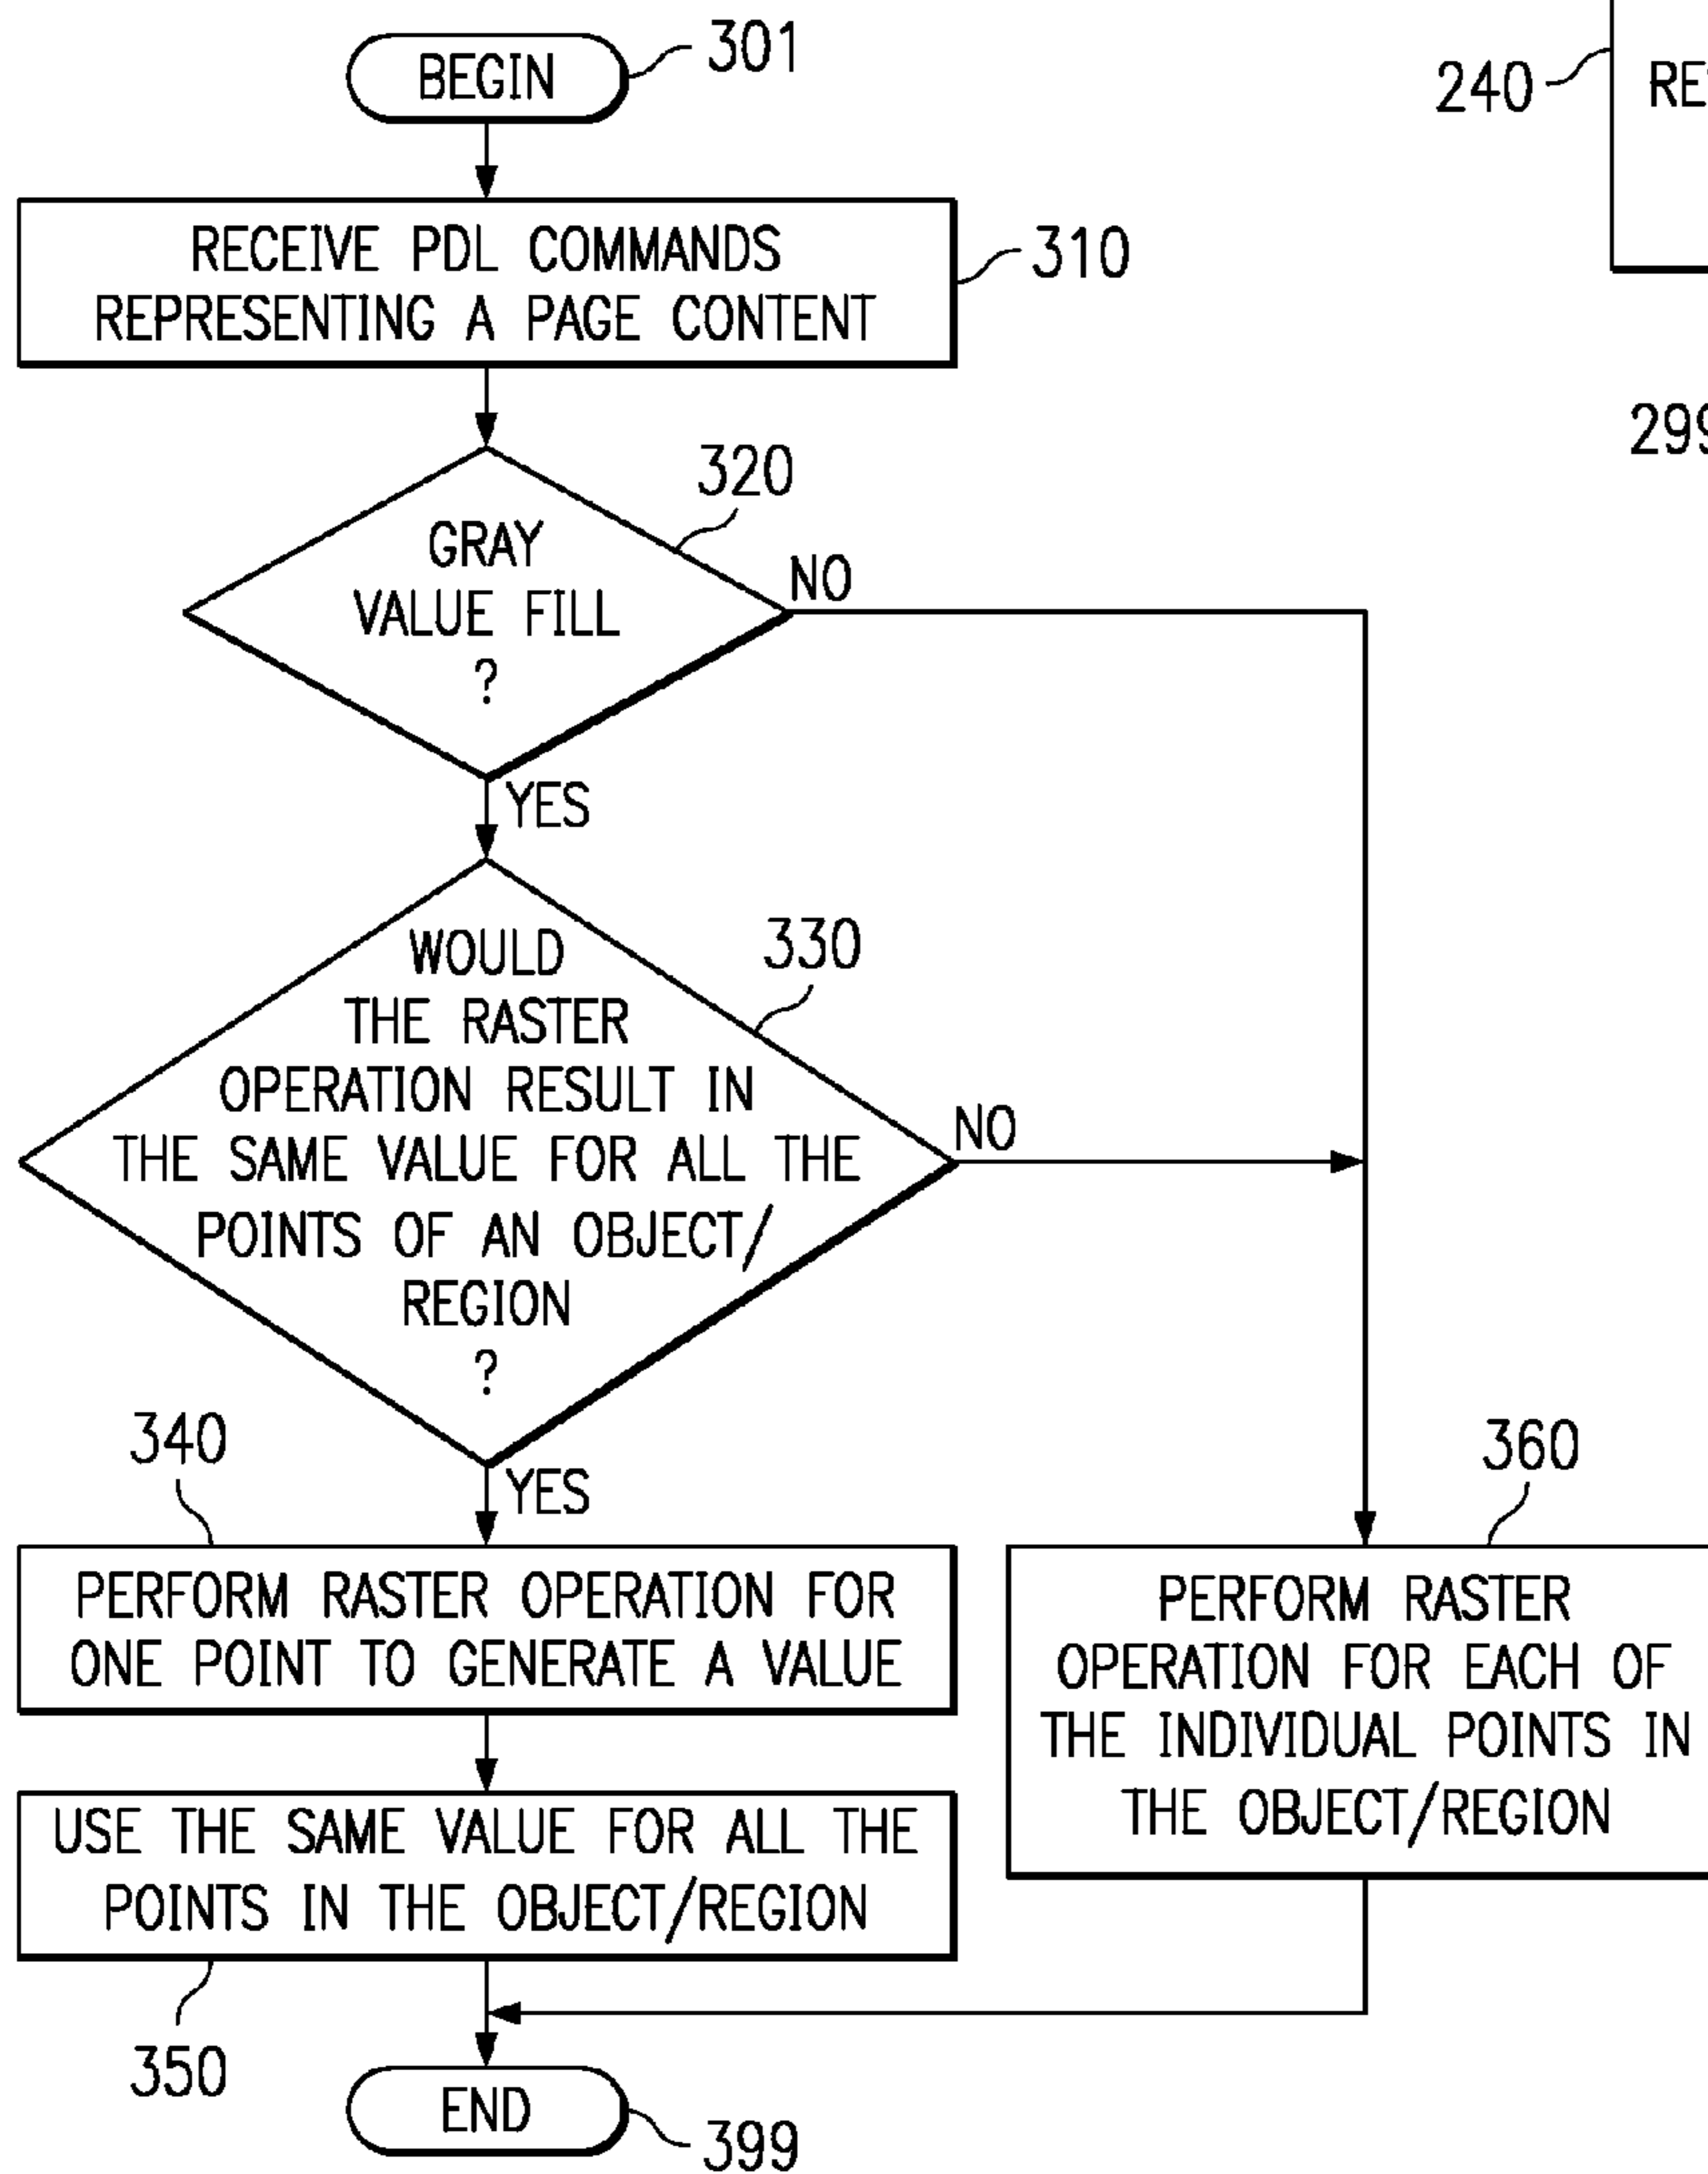 BEGIN
301
RECEIVE PDL COMMANDS
REPRESENTING A PAGE CONTENT
310
GRAY
VALUE FILL
?
320
NO
YES
WOULD
THE RASTER
OPERATION RESULT IN
THE SAME VALUE FOR ALL THE
POINTS OF AN OBJECT/
REGION
?
330
NO
YES
340
PERFORM RASTER OPERATION FOR
ONE POINT TO GENERATE A VALUE
360
PERFORM RASTER
OPERATION FOR EACH OF
THE INDIVIDUAL POINTS IN
THE OBJECT/REGION
USE THE SAME VALUE FOR ALL THE
POINTS IN THE OBJECT/REGION
350
END
399
240